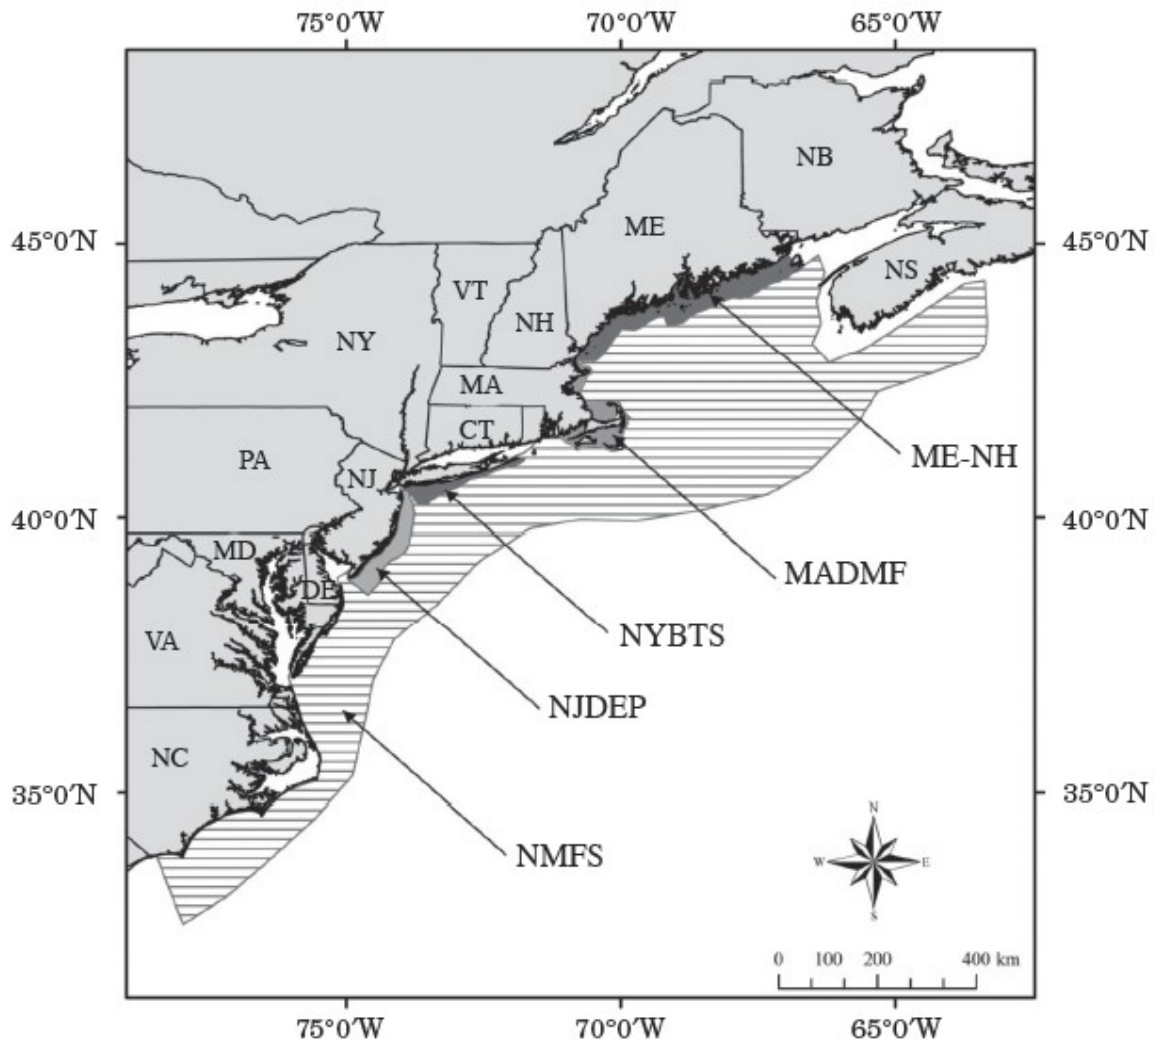 75°0′W 70°0′W 65°0′W
NB
ME
45°0′N 45°0′N
NS
VT
NH
NY
MA
CT
ME-NH
PA
NJ
40°0′N 40°0′N
MD
MADMF
DE
NYBTS
VA
NJDEP
NC
35°0′N 35°0′N
N
NMFS
W E
S
0 100 200 400 km
75°0′W 70°0′W 65°0′W